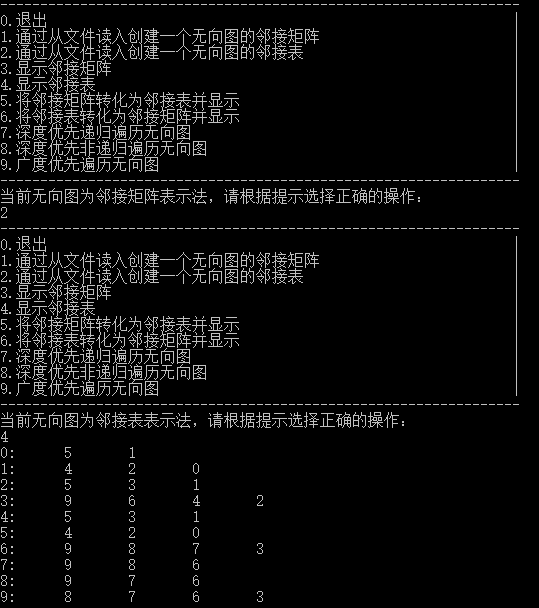 -----------------------------------------------------------------
0.退出 |
1.通过从文件读入创建一个无向图的邻接矩阵 |
2.通过从文件读入创建一个无向图的邻接表 |
3.显示邻接矩阵 |
4.显示邻接表 |
5.将邻接矩阵转化为邻接表并显示 |
6.将邻接表转化为邻接矩阵并显示 |
7.深度优先递归遍历无向图 |
8.深度优先非递归遍历无向图 |
9.广度优先遍历无向图 |
-----------------------------------------------------------------
当前无向图为邻接矩阵表示法，请根据提示选择正确的操作：
2
-----------------------------------------------------------------
0.退出 |
1.通过从文件读入创建一个无向图的邻接矩阵 |
2.通过从文件读入创建一个无向图的邻接表 |
3.显示邻接矩阵 |
4.显示邻接表 |
5.将邻接矩阵转化为邻接表并显示 |
6.将邻接表转化为邻接矩阵并显示 |
7.深度优先递归遍历无向图 |
8.深度优先非递归遍历无向图 |
9.广度优先遍历无向图 |
-----------------------------------------------------------------
当前无向图为邻接表表示法，请根据提示选择正确的操作：
4
0: 5 1
1: 4 2 0
2: 5 3 1
3: 9 6 4 2
4: 5 3 1
5: 4 2 0
6: 9 8 7 3
7: 9 8 6
8: 9 7 6
9: 8 7 6 3